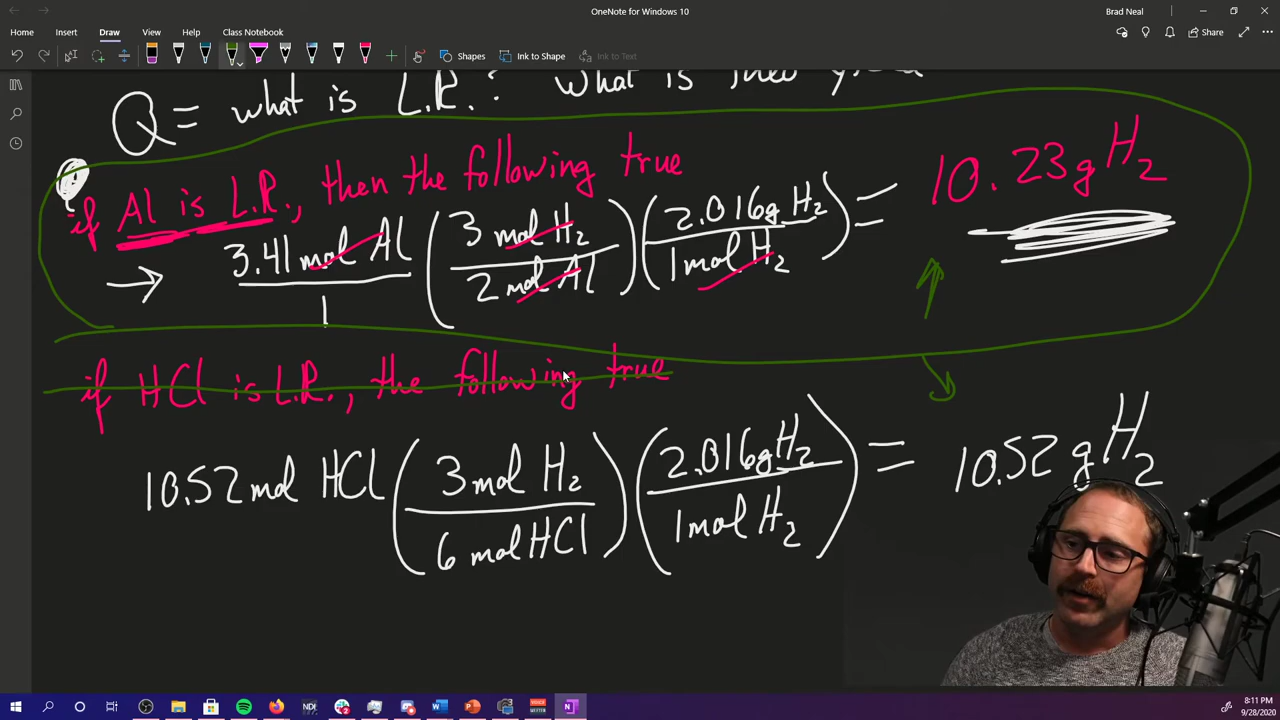 OneNote for Windows 10
Brad Neal
Home Insert Draw View Help Class Notebook
Share
Shapes Ink to Shape Ink to Text
Q= what is L.R.? What is theo yield
if Al is L.R., then the following true
10.23g H2
→ 3.41 mol Al / 1 (3 mol H2 / 2 mol Al) (2.016g H2 / 1 mol H2) =
if HCl is L.R., the following true
10.52 mol HCl (3 mol H2 / 6 mol HCl) (2.016g H2 / 1 mol H2) = 10.52 g H2
8:11 PM
9/28/2020